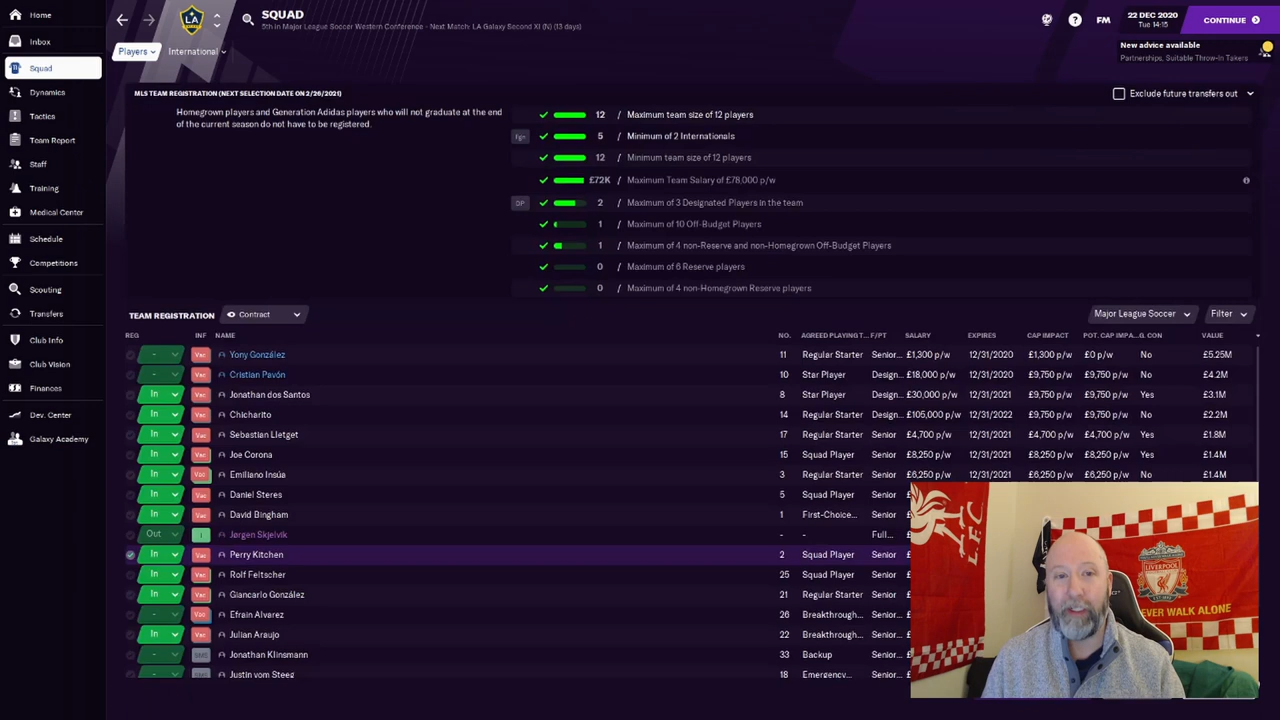 Home
SQUAD
5th in Major League Soccer Western Conference - Next Match: LA Galaxy Second XI (N) (13 days)
FM
22 DEC 2020
Tue 14:15
CONTINUE
Inbox
Players
International
New advice available
Partnerships, Suitable Throw-In Takers
Squad
Dynamics
Tactics
Team Report
Staff
Training
Medical Center
Schedule
Competitions
Scouting
Transfers
Club Info
Club Vision
Finances
Dev. Center
Galaxy Academy
MLS TEAM REGISTRATION (NEXT SELECTION DATE ON 2/26/2021)
Exclude future transfers out
Homegrown players and Generation Adidas players who will not graduate at the end
of the current season do not have to be registered.
12 / Maximum team size of 12 players
5 / Minimum of 2 Internationals
12 / Minimum team size of 12 players
£72K / Maximum Team Salary of £78,000 p/w
DP 2 / Maximum of 3 Designated Players in the team
1 / Maximum of 10 Off-Budget Players
1 / Maximum of 4 non-Reserve and non-Homegrown Off-Budget Players
0 / Maximum of 6 Reserve players
0 / Maximum of 4 non-Homegrown Reserve players
TEAM REGISTRATION
Contract
Major League Soccer
Filter
REG INF NAME NO. AGREED PLAYING T... F/PT SALARY EXPIRES CAP IMPACT POT. CAP IMPA... G. CON VALUE
- Vac Yony González 11 Regular Starter Senior... £1,300 p/w 12/31/2020 £1,300 p/w £0 p/w No £5.25M
- Vac Cristian Pavón 10 Star Player Design... £18,000 p/w 12/31/2020 £9,750 p/w £9,750 p/w No £4.2M
In Vac Jonathan dos Santos 8 Star Player Design... £30,000 p/w 12/31/2021 £9,750 p/w £9,750 p/w Yes £3.1M
In Vac Chicharito 14 Regular Starter Design... £105,000 p/w 12/31/2022 £9,750 p/w £9,750 p/w No £2.2M
In Vac Sebastian Lletget 17 Regular Starter Senior £4,700 p/w 12/31/2021 £4,700 p/w £4,700 p/w Yes £1.8M
In Vac Joe Corona 15 Squad Player Senior £8,250 p/w 12/31/2021 £8,250 p/w £8,250 p/w Yes £1.4M
In Vac Emiliano Insúa 3 Regular Starter Senior £6,250 p/w 12/31/2021 £6,250 p/w £6,250 p/w No £1.4M
In Vac Daniel Steres 5 Squad Player Senior
In Vac David Bingham 1 First-Choice... Senior
Out I Jørgen Skjelvik - - Full...
In Vac Perry Kitchen 2 Squad Player Senior
In Vac Rolf Feltscher 25 Squad Player Senior
In Vac Giancarlo González 21 Regular Starter Senior
- Vac Efrain Alvarez 26 Breakthrough... Senior...
In Vac Julian Araujo 22 Breakthrough... Senior
- Jonathan Klinsmann 33 Backup Senior...
- Justin vom Steeg 18 Emergency... Senior...
L.F.C
LIVERPOOL
EVER WALK ALONE